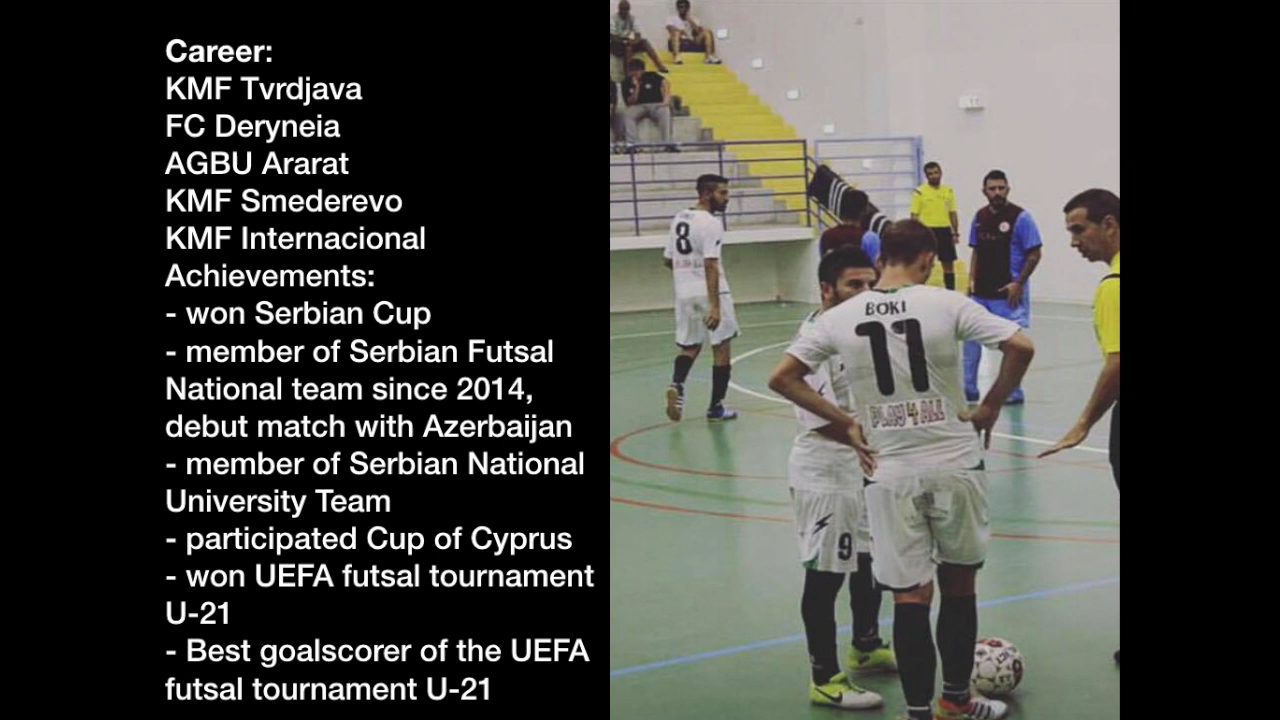 Career:
KMF Tvrdjava
FC Deryneia
AGBU Ararat
KMF Smederevo
KMF Internacional
Achievements:
- won Serbian Cup
- member of Serbian Futsal
National team since 2014,
debut match with Azerbaijan
- member of Serbian National
University Team
- participated Cup of Cyprus
- won UEFA futsal tournament
U-21
- Best goalscorer of the UEFA
futsal tournament U-21
8
BOKI
11
PLAY4ALL
9